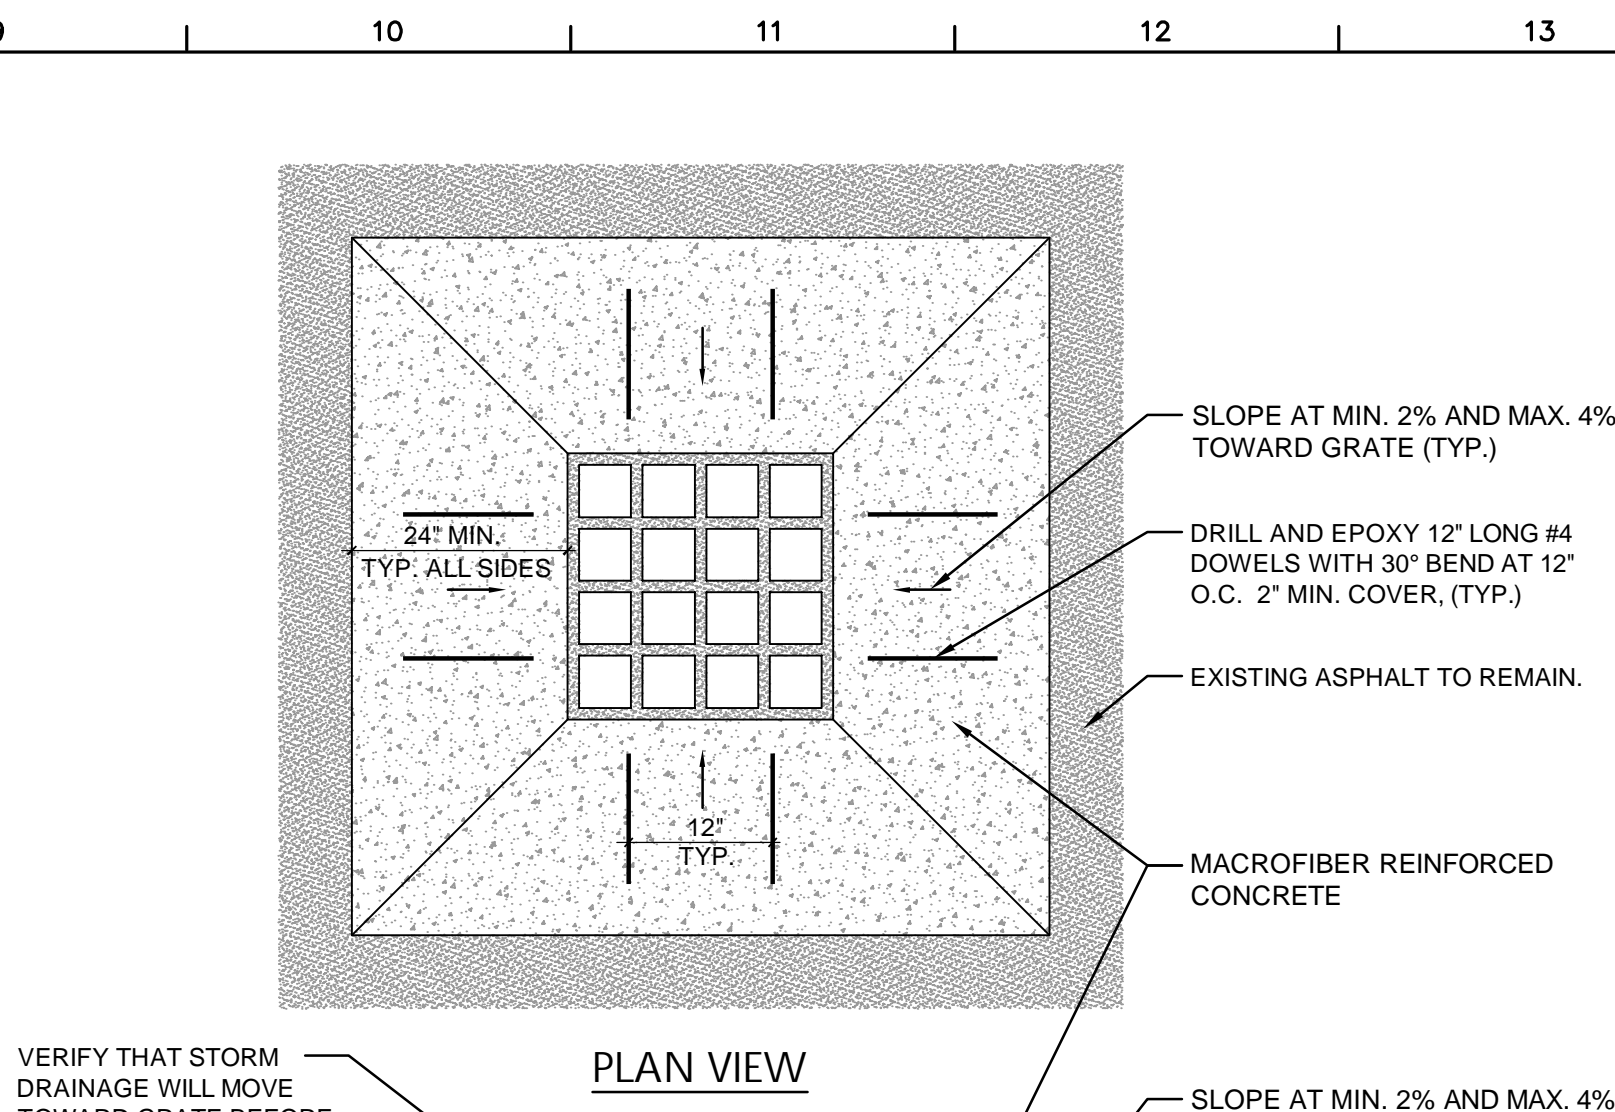 10 11 12 13
SLOPE AT MIN. 2% AND MAX. 4%
TOWARD GRATE (TYP.)
DRILL AND EPOXY 12" LONG #4
DOWELS WITH 30° BEND AT 12"
O.C. 2" MIN. COVER, (TYP.)
24" MIN.
TYP. ALL SIDES
EXISTING ASPHALT TO REMAIN.
12"
TYP.
MACROFIBER REINFORCED
CONCRETE
PLAN VIEW
VERIFY THAT STORM
DRAINAGE WILL MOVE
TOWARD GRATE BEFORE
SLOPE AT MIN. 2% AND MAX. 4%